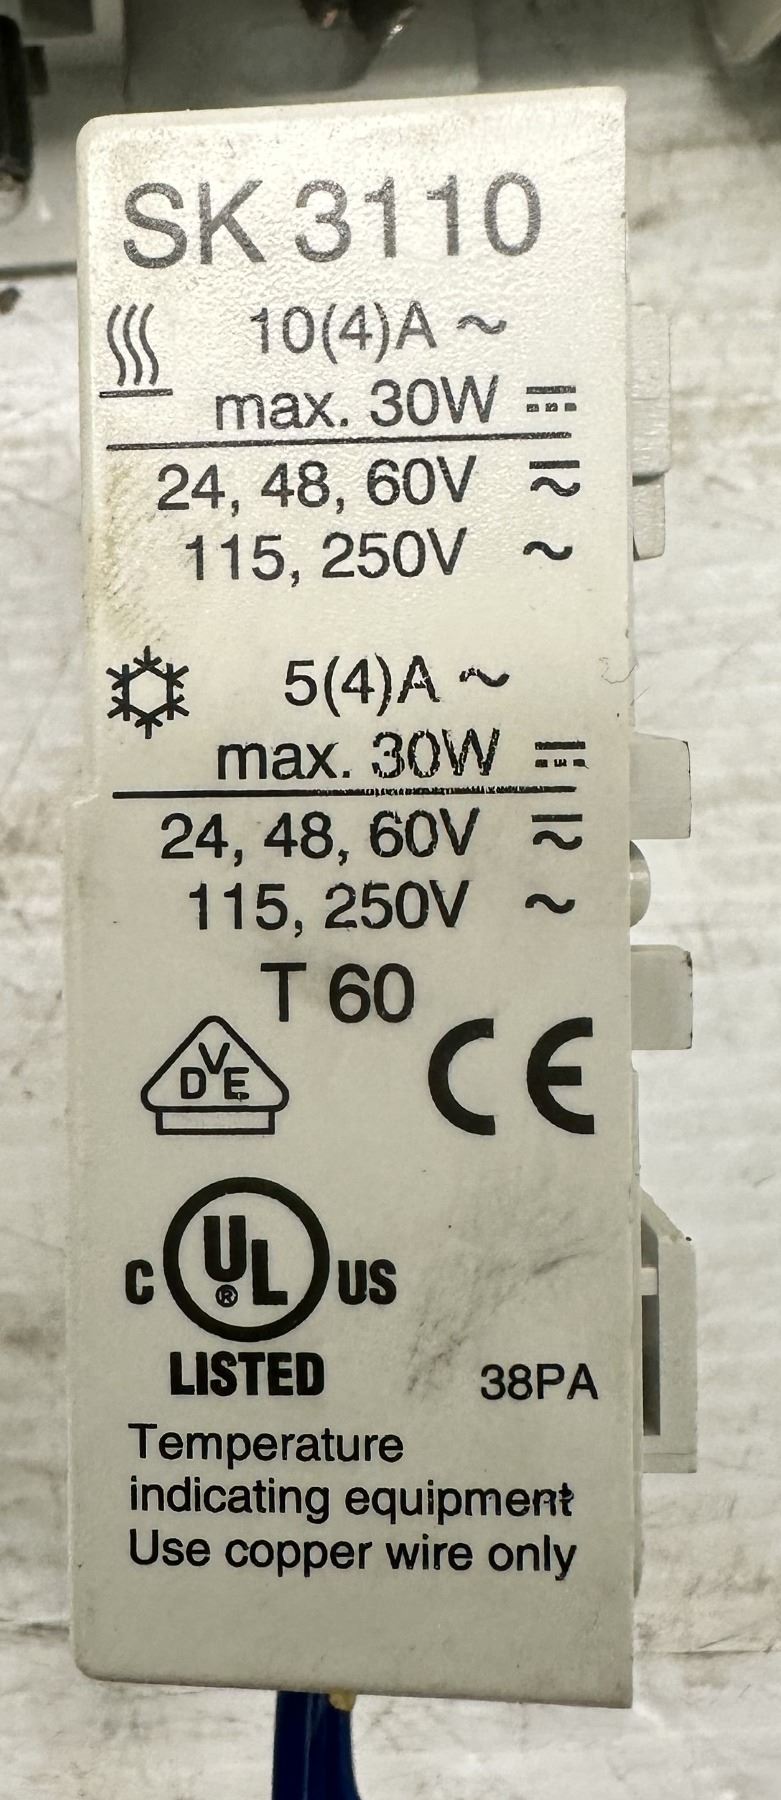 SK 3110
10(4)A ~
max. 30W ⎓
24, 48, 60V ⏦
115, 250V ~
5(4)A ~
max. 30W ⎓
24, 48, 60V ⏦
115, 250V ~
T 60
DVE CE
C UL® US
LISTED 38PA
Temperature
indicating equipment
Use copper wire only